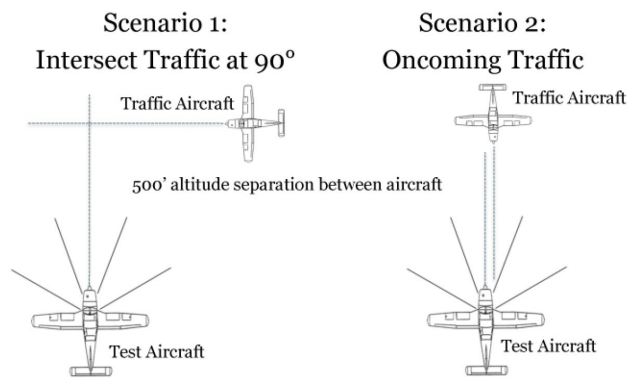 Scenario 1:
Intersect Traffic at 90°
Scenario 2:
Oncoming Traffic
Traffic Aircraft
Traffic Aircraft
500' altitude separation between aircraft
Test Aircraft
Test Aircraft